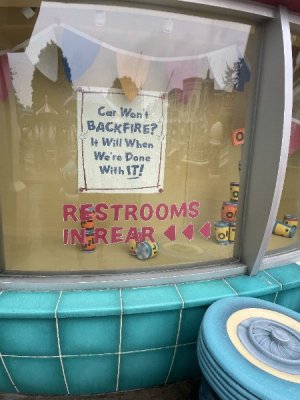 Car Won't
BACKFIRE?
It Will When
We're Done
With IT!
RESTROOMS
IN REAR